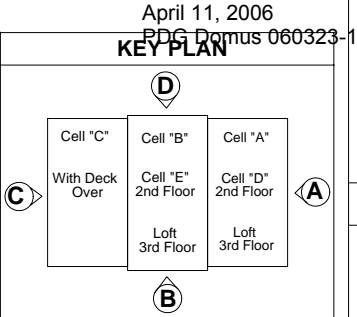 April 11, 2006
PDG Domus 060323-1
KEY PLAN
D
Cell "C"
With Deck
Over
Cell "B"
Cell "E"
2nd Floor
Loft
3rd Floor
Cell "A"
Cell "D"
2nd Floor
Loft
3rd Floor
C
A
B